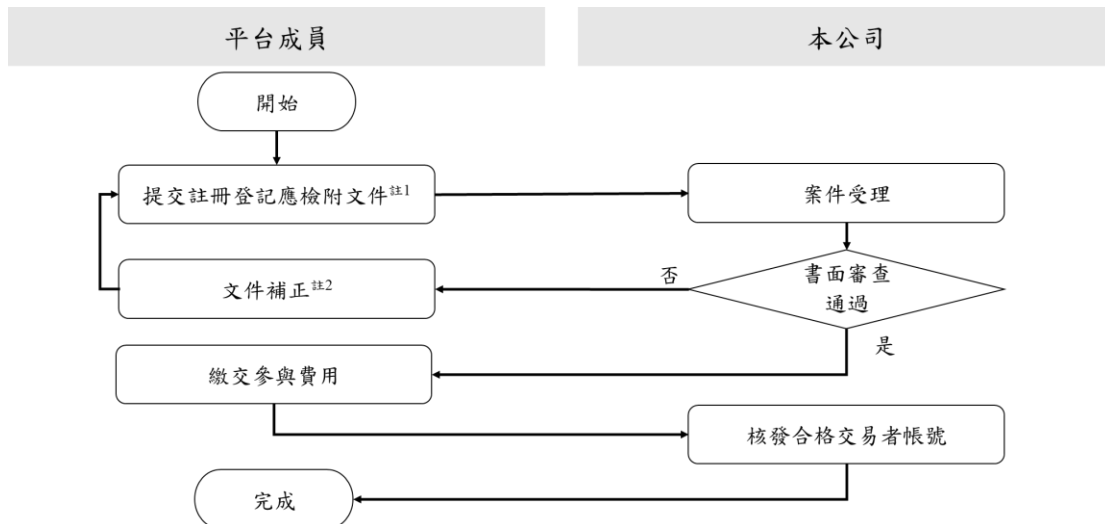 平台成員
本公司
開始
提交註冊登記應檢附文件註1
案件受理
文件補正註2
否
書面審查
通過
是
繳交參與費用
核發合格交易者帳號
完成